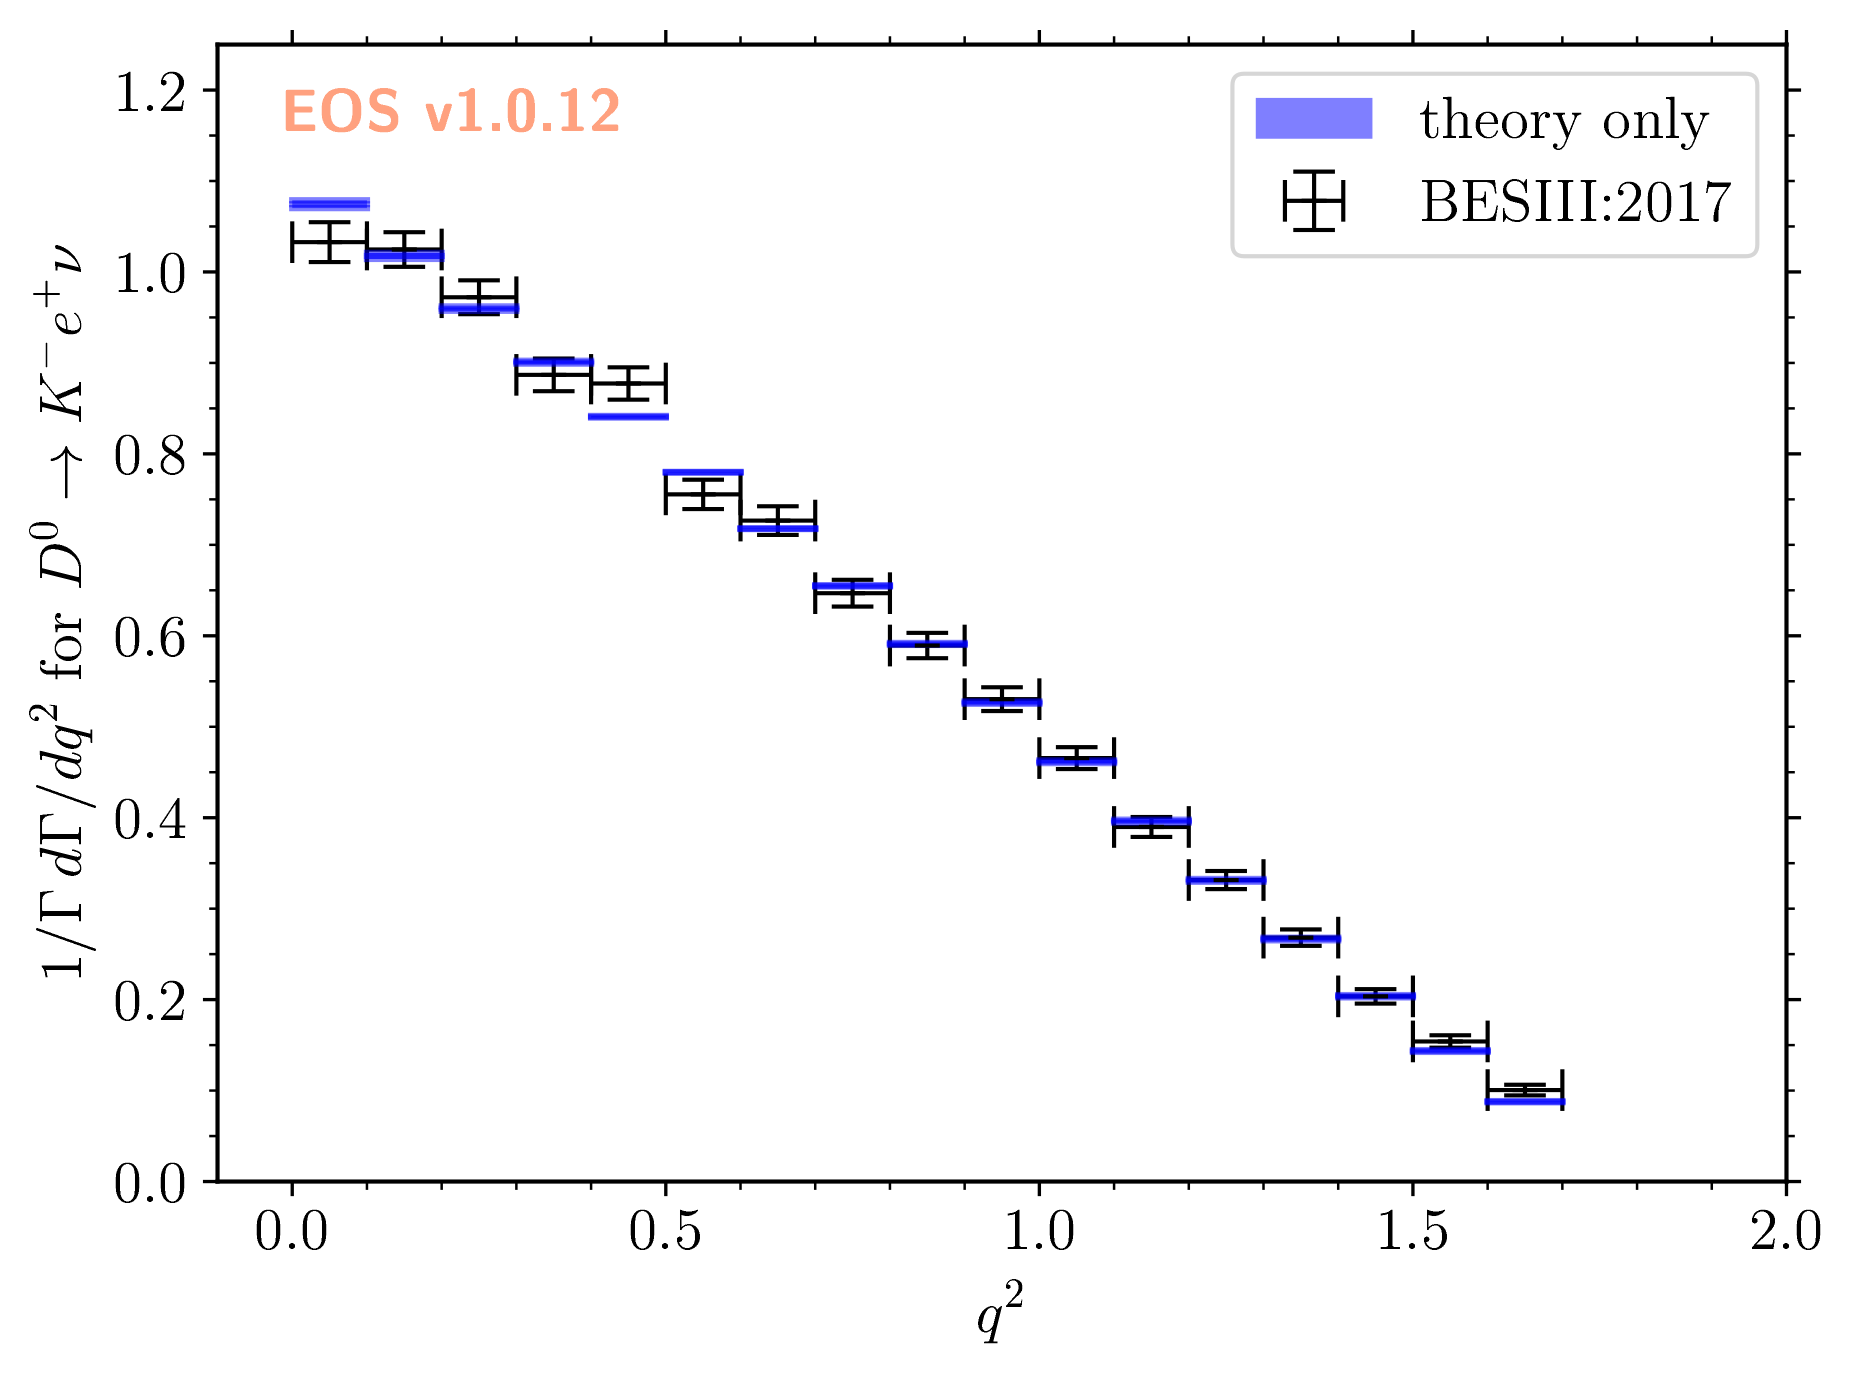 EOS v1.0.12
theory only
BESIII:2017
1/Γ dΓ/dq² for D⁰ → K⁻e⁺ν
1.2
1.0
0.8
0.6
0.4
0.2
0.0
0.0 0.5 1.0 1.5 2.0
q²